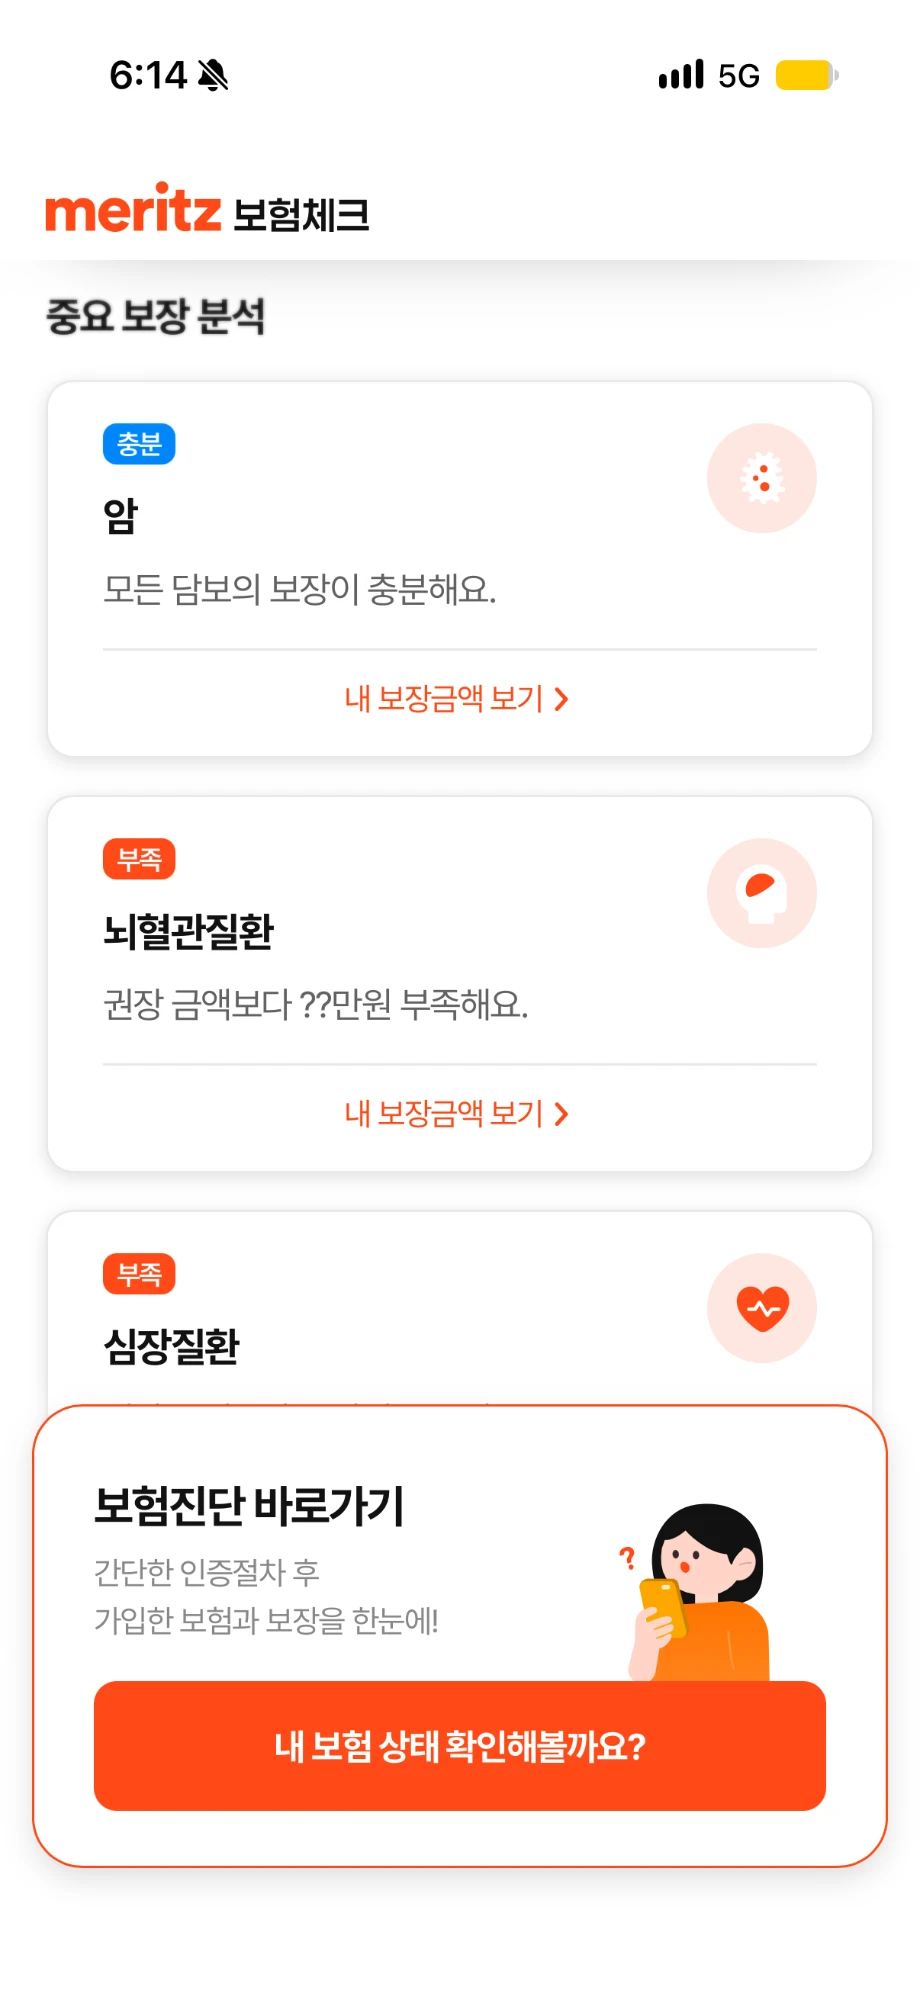 6:14
5G
meritz 보험체크
중요 보장 분석
충분
암
모든 담보의 보장이 충분해요.
내 보장금액 보기
부족
뇌혈관질환
권장 금액보다 ??만원 부족해요.
내 보장금액 보기
부족
심장질환
보험진단 바로가기
간단한 인증절차 후
가입한 보험과 보장을 한눈에!
?
내 보험 상태 확인해볼까요?